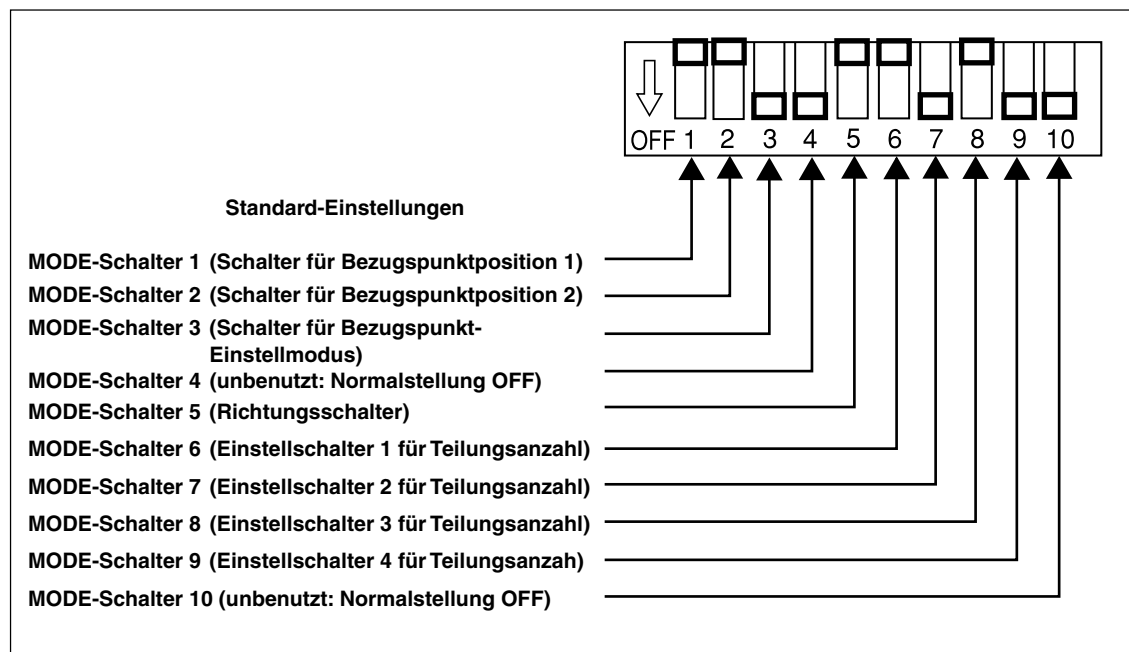 OFF 1 2 3 4 5 6 7 8 9 10
Standard-Einstellungen
MODE-Schalter 1 (Schalter für Bezugspunktposition 1)
MODE-Schalter 2 (Schalter für Bezugspunktposition 2)
MODE-Schalter 3 (Schalter für Bezugspunkt-
Einstellmodus)
MODE-Schalter 4 (unbenutzt: Normalstellung OFF)
MODE-Schalter 5 (Richtungsschalter)
MODE-Schalter 6 (Einstellschalter 1 für Teilungsanzahl)
MODE-Schalter 7 (Einstellschalter 2 für Teilungsanzahl)
MODE-Schalter 8 (Einstellschalter 3 für Teilungsanzahl)
MODE-Schalter 9 (Einstellschalter 4 für Teilungsanzah)
MODE-Schalter 10 (unbenutzt: Normalstellung OFF)